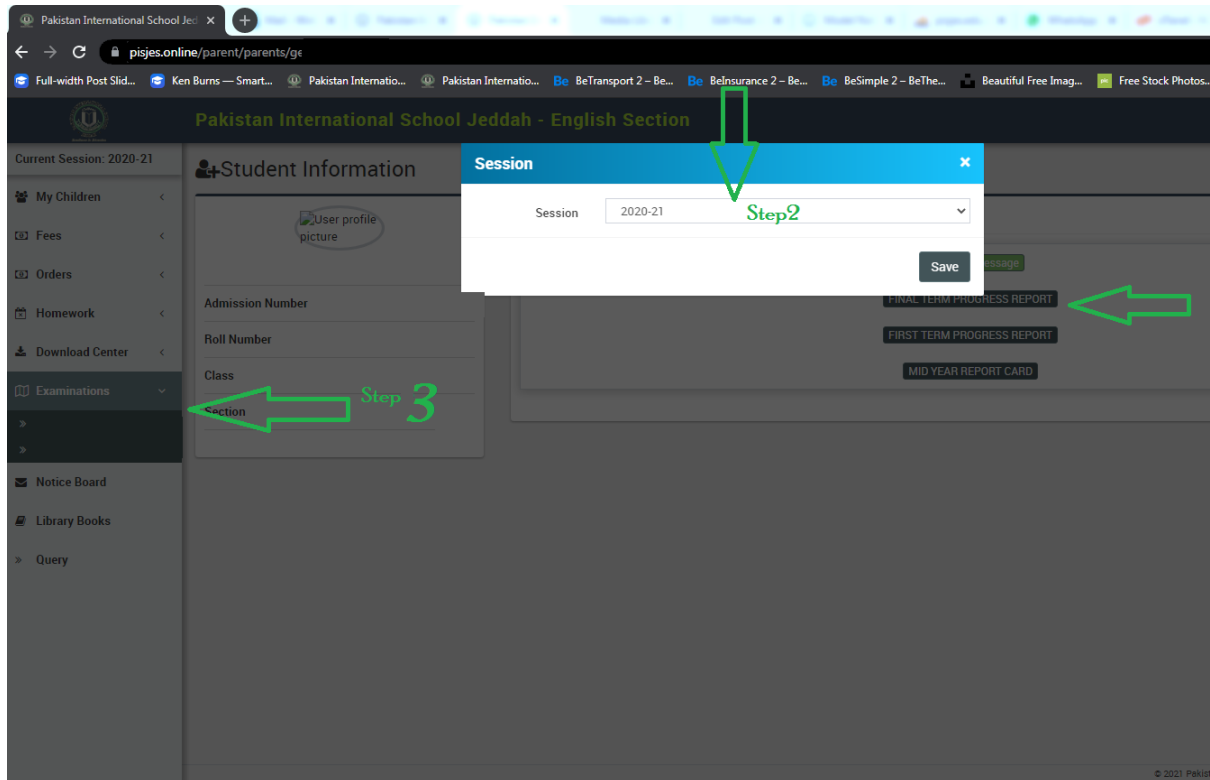 Pakistan International School Jed
pisjes.online/parent/parents/ge
Full-width Post Slid...
Ken Burns — Smart...
Pakistan Internatio...
Pakistan Internatio...
Be BeTransport 2 – Be...
Be BeInsurance 2 – Be...
Be BeSimple 2 – BeThe...
Beautiful Free Imag...
Free Stock Photos...
Pakistan International School Jeddah - English Section
Current Session: 2020-21
Student Information
Session
My Children
User profile
picture
Session
2020-21
Step2
Fees
Orders
Save
essage
Admission Number
FINAL TERM PROGRESS REPORT
Homework
Roll Number
FIRST TERM PROGRESS REPORT
Download Center
Class
MID YEAR REPORT CARD
Examinations
Step 3
Section
Notice Board
Library Books
Query
© 2021 Pakis